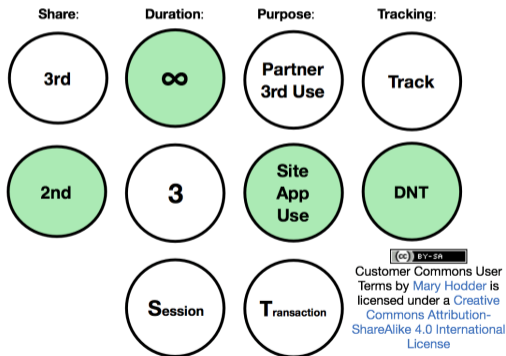 Share: Duration: Purpose: Tracking:
3rd
∞
Partner
3rd Use
Track
2nd
3
Site
App
Use
DNT
Session
Transaction
cc BY-SA
Customer Commons User
Terms by Mary Hodder is
licensed under a Creative
Commons Attribution-
ShareAlike 4.0 International
License